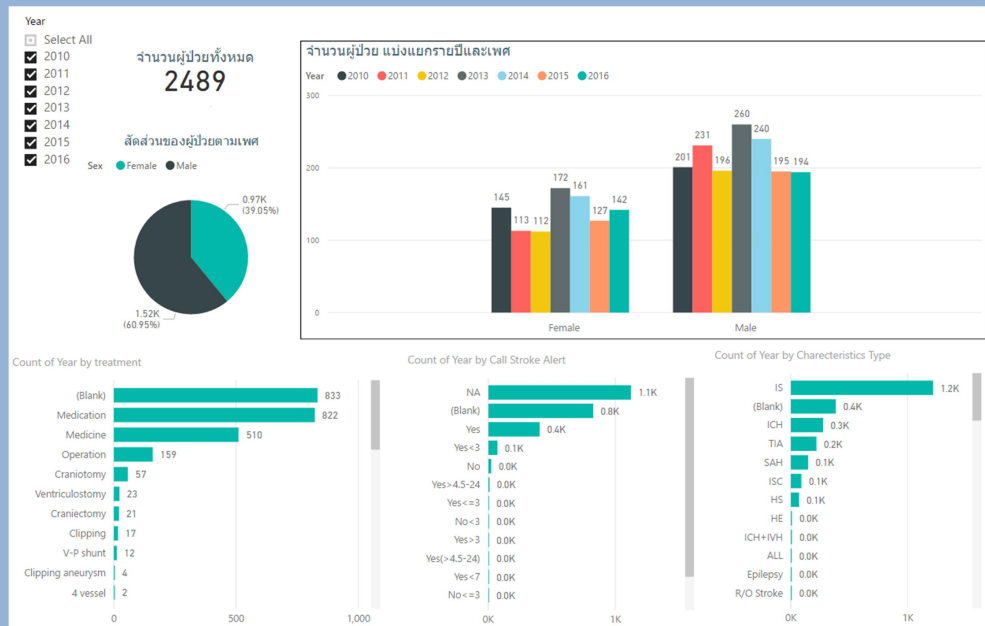 Year
Select All
2010
2011
2012
2013
2014
2015
2016
จำนวนผู้ป่วยทั้งหมด
2489
สัดส่วนของผู้ป่วยตามเพศ
Sex Female Male
0.97K
(39.05%)
1.52K
(60.95%)
จำนวนผู้ป่วย แบ่งแยกรายปีและเพศ
Year 2010 2011 2012 2013 2014 2015 2016
300
200
100
0
145 113 112 172 161 127 142
201 231 196 260 240 195 194
Female Male
Count of Year by treatment
(Blank) 833
Medication 822
Medicine 510
Operation 159
Craniotomy 57
Ventriculostomy 23
Craniectomy 21
Clipping 17
V-P shunt 12
Clipping aneurysm 4
4 vessel 2
0 500 1,000
Count of Year by Call Stroke Alert
NA 1.1K
(Blank) 0.8K
Yes 0.4K
Yes<3 0.1K
No 0.0K
Yes>4.5-24 0.0K
Yes<=3 0.0K
No<3 0.0K
Yes>3 0.0K
Yes(>4.5-24) 0.0K
Yes<7 0.0K
No<=3 0.0K
0K 1K
Count of Year by Charecteristics Type
IS 1.2K
(Blank) 0.4K
ICH 0.3K
TIA 0.2K
SAH 0.1K
ISC 0.1K
HS 0.1K
HE 0.0K
ICH+IVH 0.0K
ALL 0.0K
Epilepsy 0.0K
R/O Stroke 0.0K
0K 1K